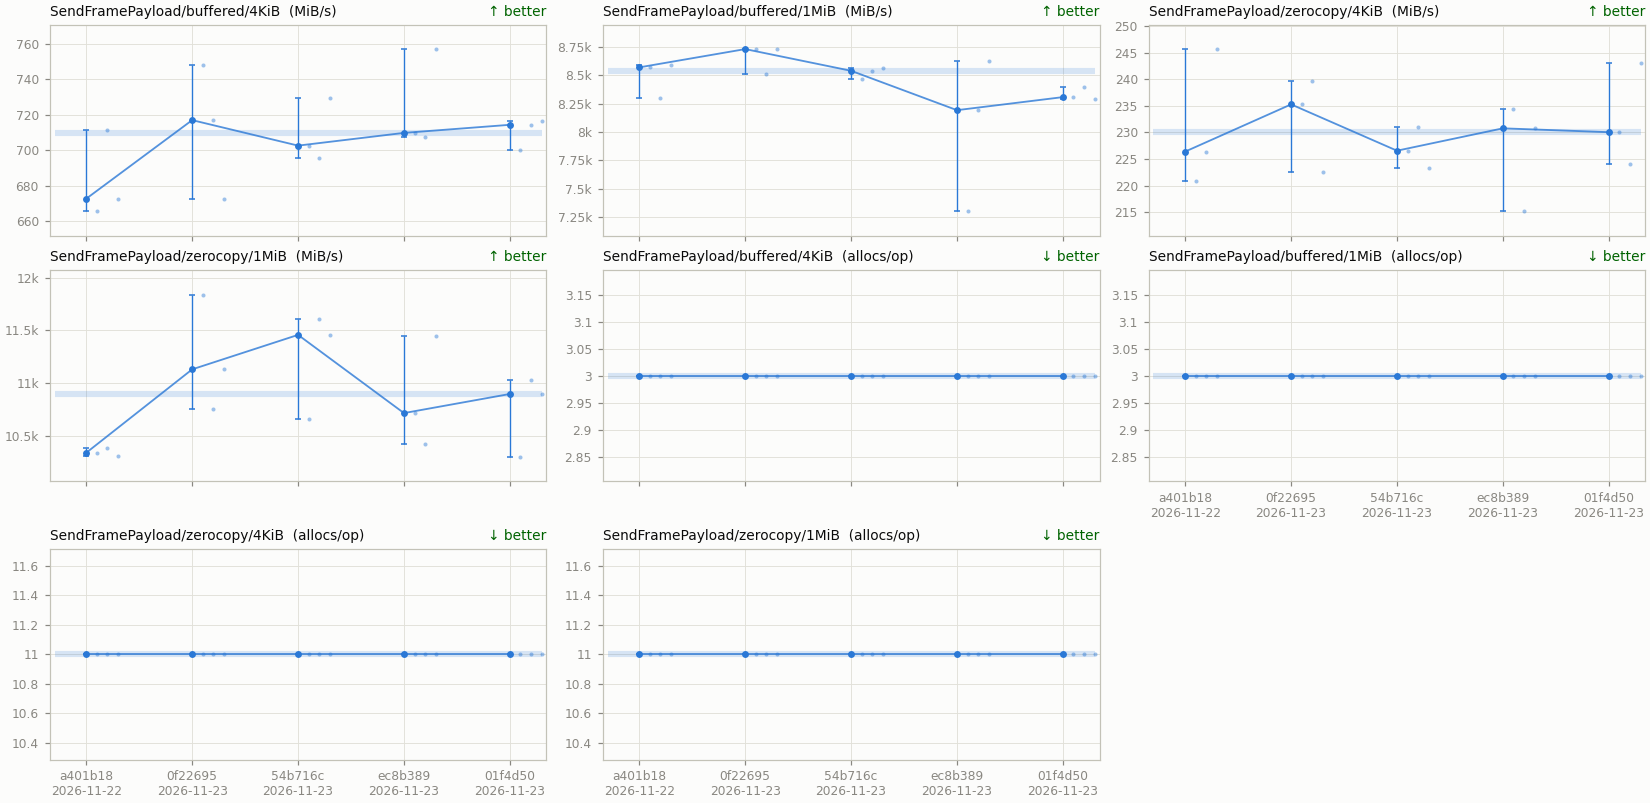 SendFramePayload/buffered/4KiB (MiB/s) ↑ better
760
740
720
700
680
660
SendFramePayload/buffered/1MiB (MiB/s) ↑ better
8.75k
8.5k
8.25k
8k
7.75k
7.5k
7.25k
SendFramePayload/zerocopy/4KiB (MiB/s) ↑ better
250
245
240
235
230
225
220
215
SendFramePayload/zerocopy/1MiB (MiB/s) ↑ better
12k
11.5k
11k
10.5k
SendFramePayload/buffered/4KiB (allocs/op) ↓ better
3.15
3.1
3.05
3
2.95
2.9
2.85
SendFramePayload/buffered/1MiB (allocs/op) ↓ better
3.15
3.1
3.05
3
2.95
2.9
2.85
a401b18 0f22695 54b716c ec8b389 01f4d50
2026-11-22 2026-11-23 2026-11-23 2026-11-23 2026-11-23
SendFramePayload/zerocopy/4KiB (allocs/op) ↓ better
11.6
11.4
11.2
11
10.8
10.6
10.4
a401b18 0f22695 54b716c ec8b389 01f4d50
2026-11-22 2026-11-23 2026-11-23 2026-11-23 2026-11-23
SendFramePayload/zerocopy/1MiB (allocs/op) ↓ better
11.6
11.4
11.2
11
10.8
10.6
10.4
a401b18 0f22695 54b716c ec8b389 01f4d50
2026-11-22 2026-11-23 2026-11-23 2026-11-23 2026-11-23